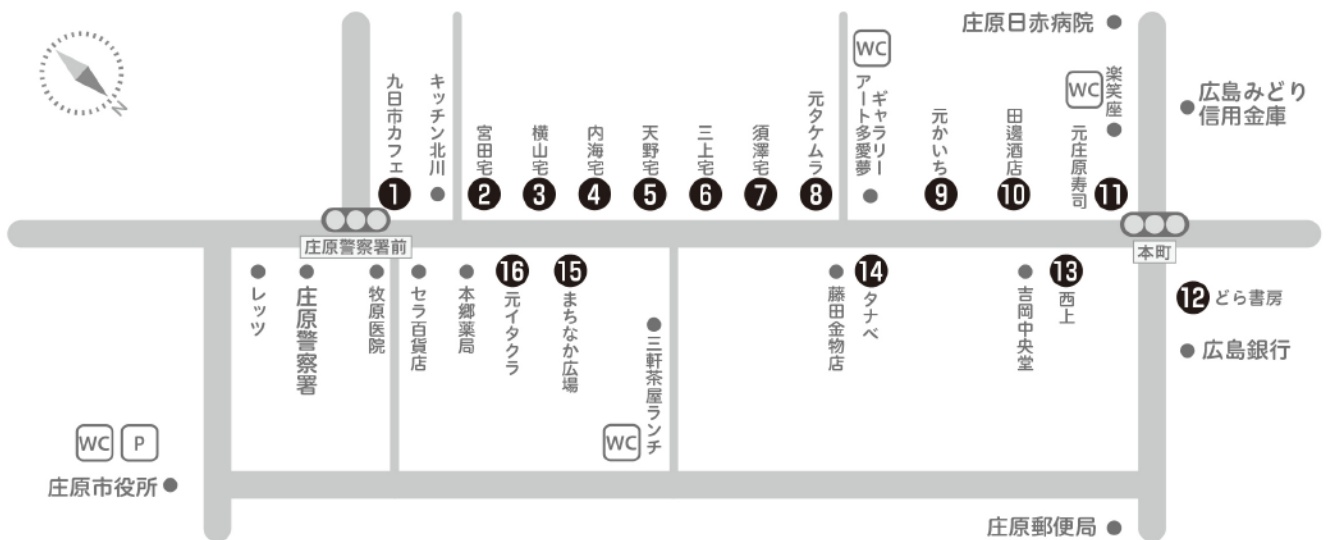 庄原日赤病院
WC
楽笑座
WC
広島みどり
信用金庫
N
九日市カフェ
キッチン北川
宮田宅
横山宅
内海宅
天野宅
三上宅
須澤宅
元タケムラ
ギャラリー
アート多愛夢
元かいち
田邊酒店
元庄原寿司
1
2
3
4
5
6
7
8
9
10
11
庄原警察署前
本町
レッツ
庄原警察署
牧原医院
セラ百貨店
本郷薬局
16
元イタクラ
15
まちなか広場
三軒茶屋ランチ
WC
藤田金物店
14
タナベ
吉岡中央堂
13
西上
12 どら書房
広島銀行
WC P
庄原市役所
庄原郵便局